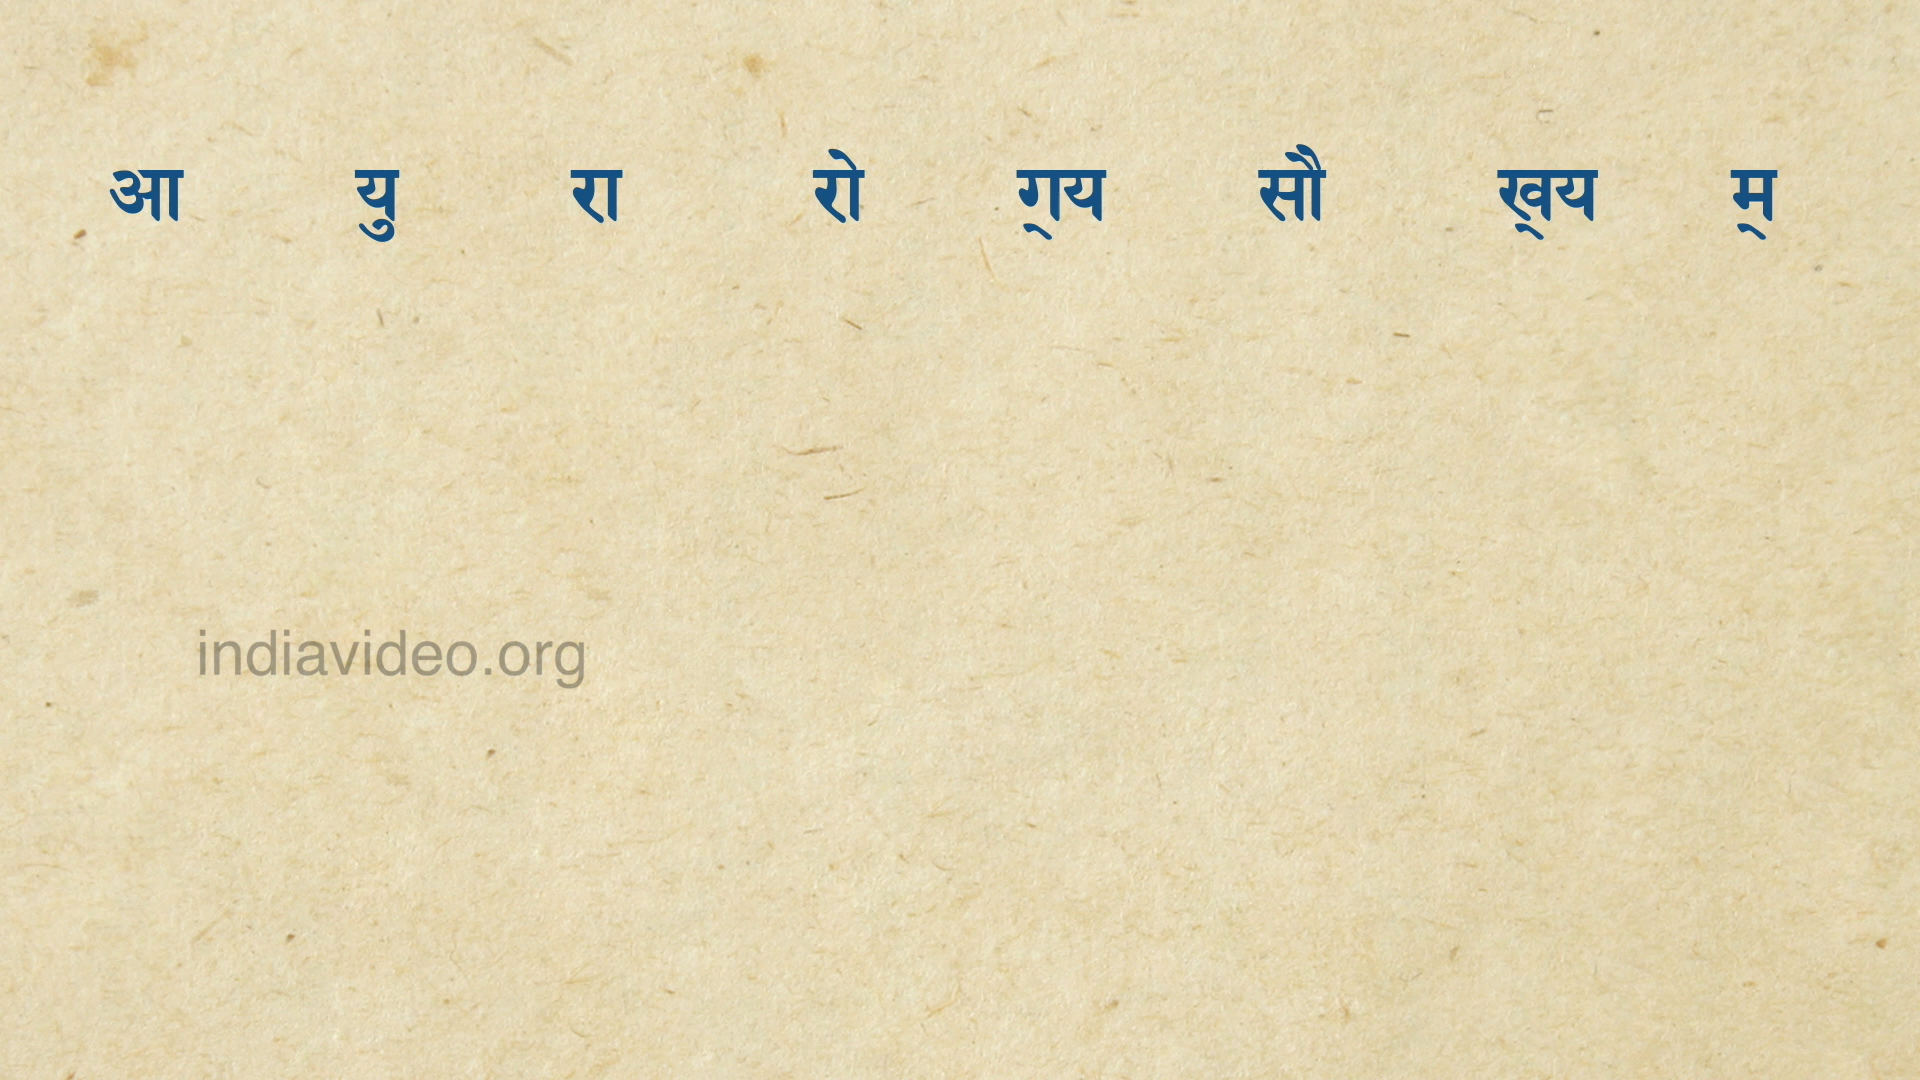 आ यु रा रो ग्‌य सौ ख्‌य म्
indiavideo.org